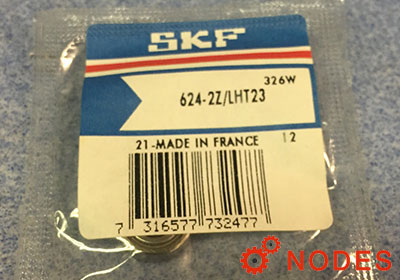 SKF
326W
624-2Z/LHT23
21-MADE IN FRANCE 12
7 316577 732477
NODES